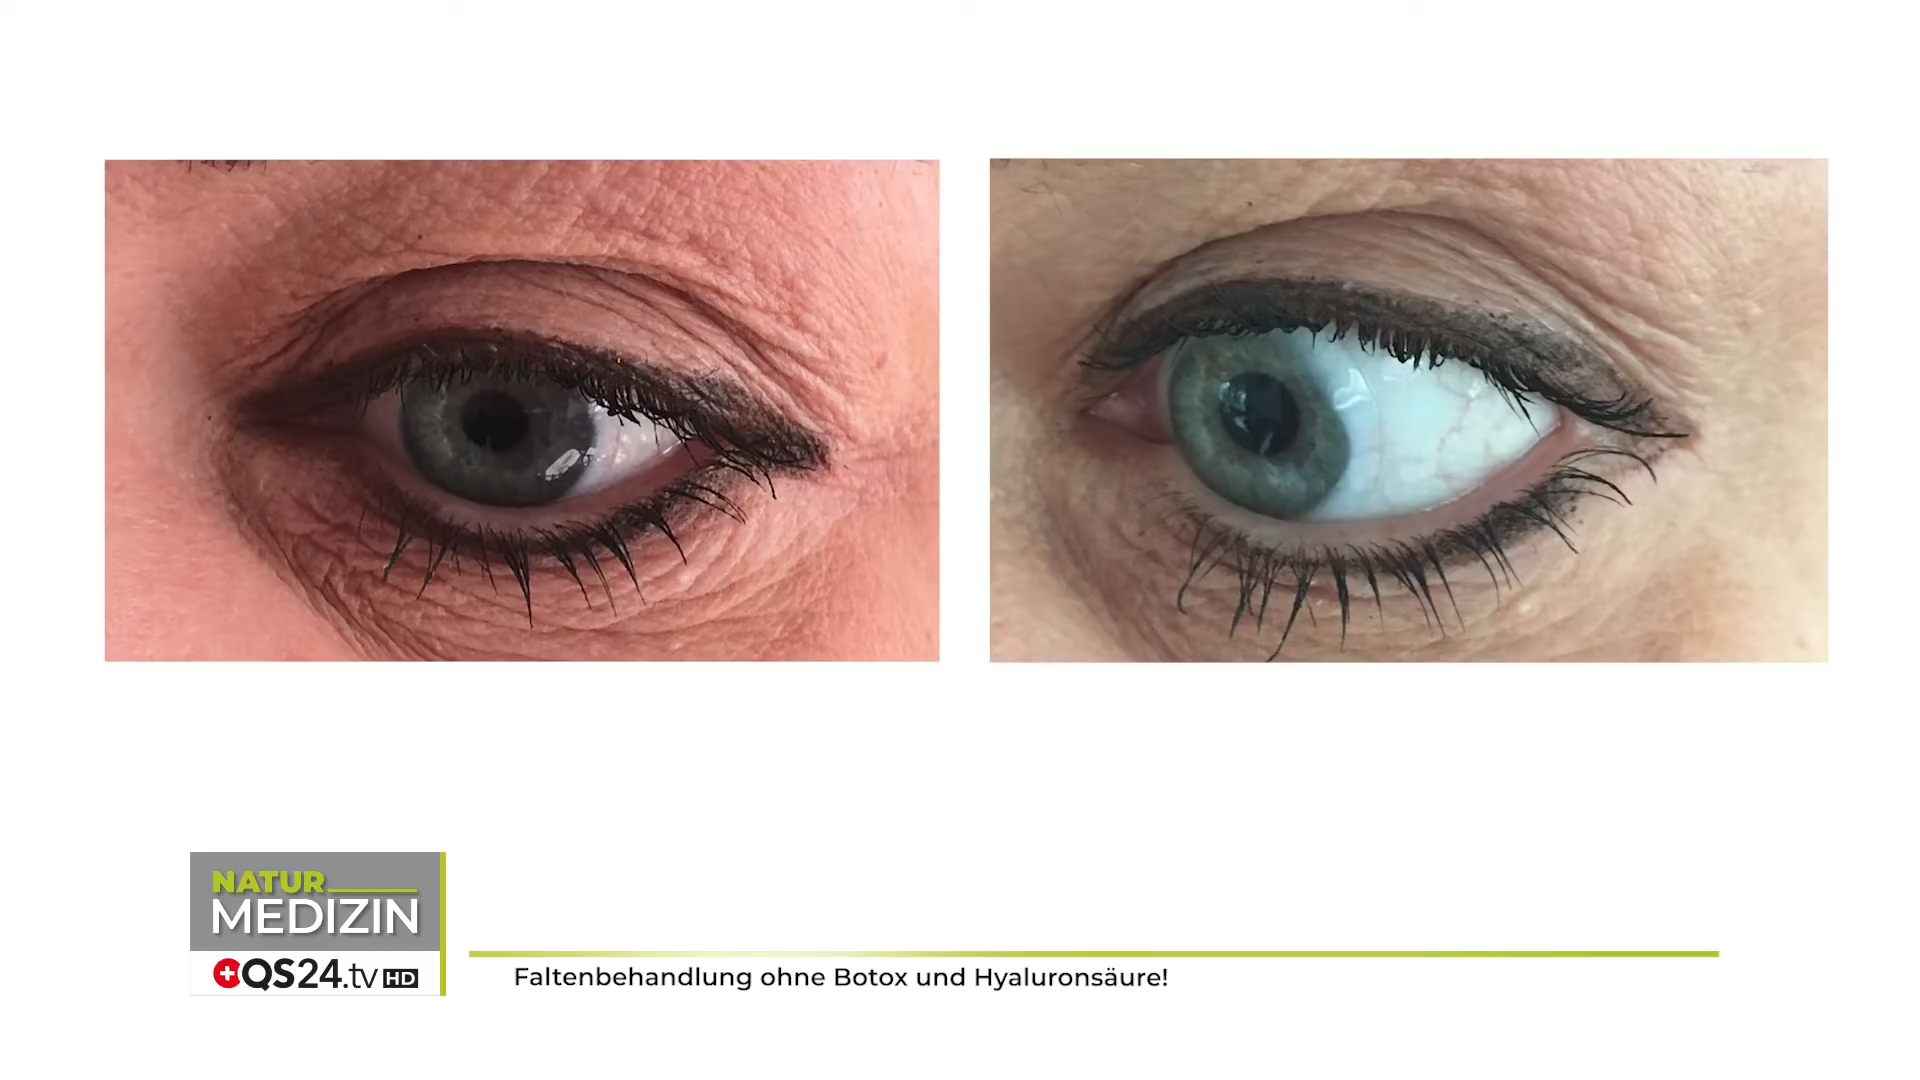 NATUR
MEDIZIN
QS24.tv HD
Faltenbehandlung ohne Botox und Hyaluronsäure!